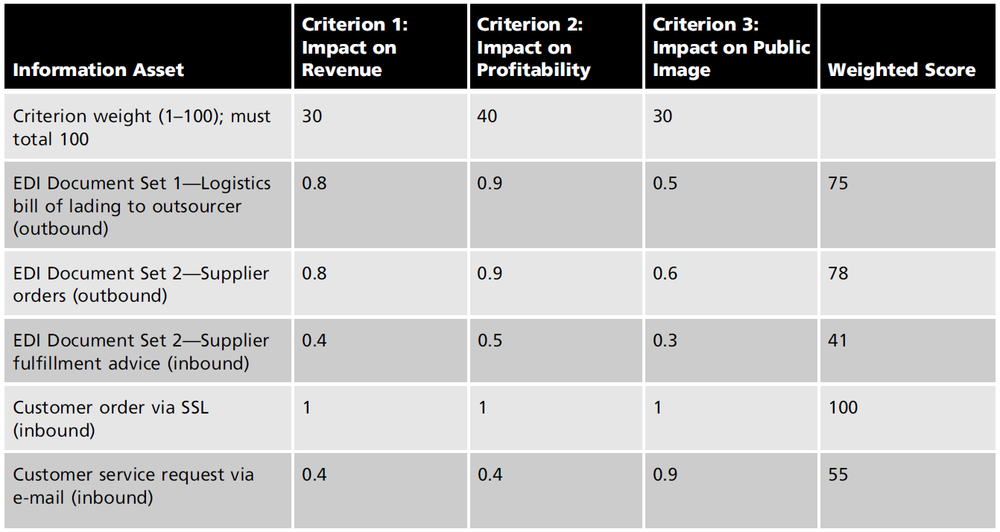 Information Asset
Criterion 1:
Impact on
Revenue
Criterion 2:
Impact on
Profitability
Criterion 3:
Impact on Public
Image
Weighted Score
Criterion weight (1–100); must
total 100
30
40
30
EDI Document Set 1—Logistics
bill of lading to outsourcer
(outbound)
0.8
0.9
0.5
75
EDI Document Set 2—Supplier
orders (outbound)
0.8
0.9
0.6
78
EDI Document Set 2—Supplier
fulfillment advice (inbound)
0.4
0.5
0.3
41
Customer order via SSL
(inbound)
1
1
1
100
Customer service request via
e-mail (inbound)
0.4
0.4
0.9
55